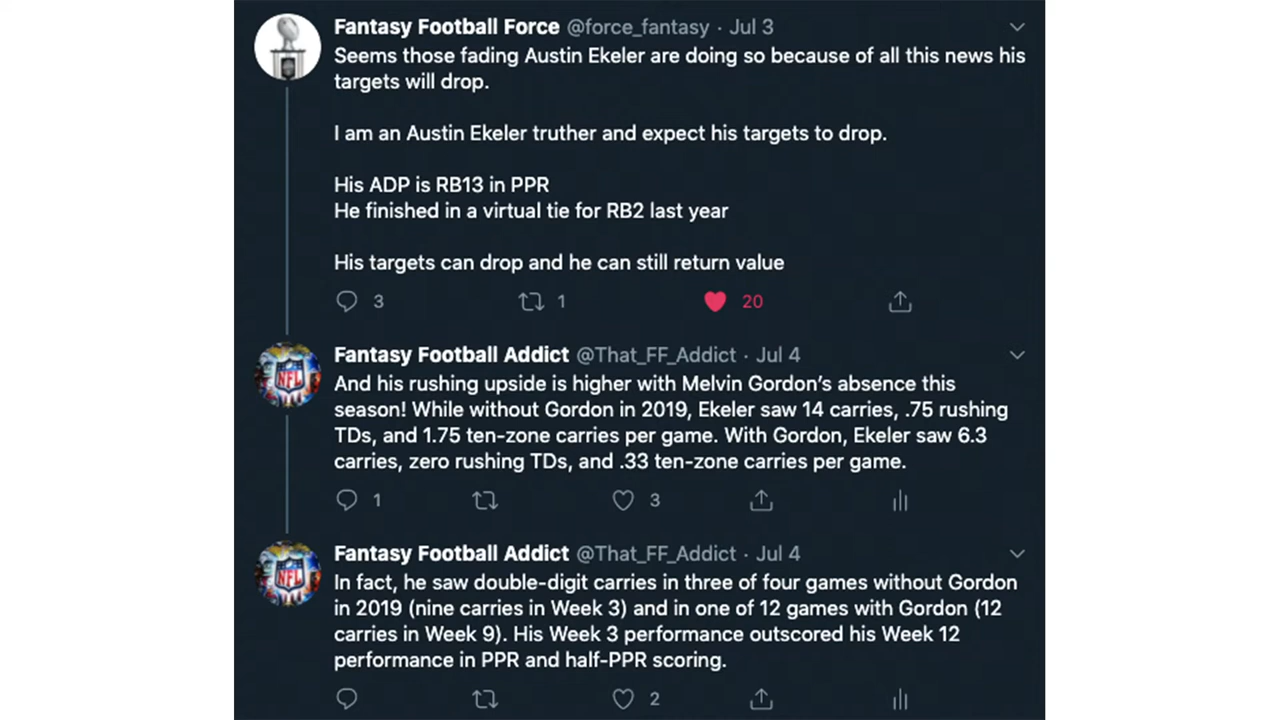 Fantasy Football Force @force_fantasy · Jul 3
Seems those fading Austin Ekeler are doing so because of all this news his
targets will drop.
I am an Austin Ekeler truther and expect his targets to drop.
His ADP is RB13 in PPR
He finished in a virtual tie for RB2 last year
His targets can drop and he can still return value
3 1 20
Fantasy Football Addict @That_FF_Addict · Jul 4
And his rushing upside is higher with Melvin Gordon’s absence this
season! While without Gordon in 2019, Ekeler saw 14 carries, .75 rushing
TDs, and 1.75 ten-zone carries per game. With Gordon, Ekeler saw 6.3
carries, zero rushing TDs, and .33 ten-zone carries per game.
1 3
Fantasy Football Addict @That_FF_Addict · Jul 4
In fact, he saw double-digit carries in three of four games without Gordon
in 2019 (nine carries in Week 3) and in one of 12 games with Gordon (12
carries in Week 9). His Week 3 performance outscored his Week 12
performance in PPR and half-PPR scoring.
2
NFL
NFL